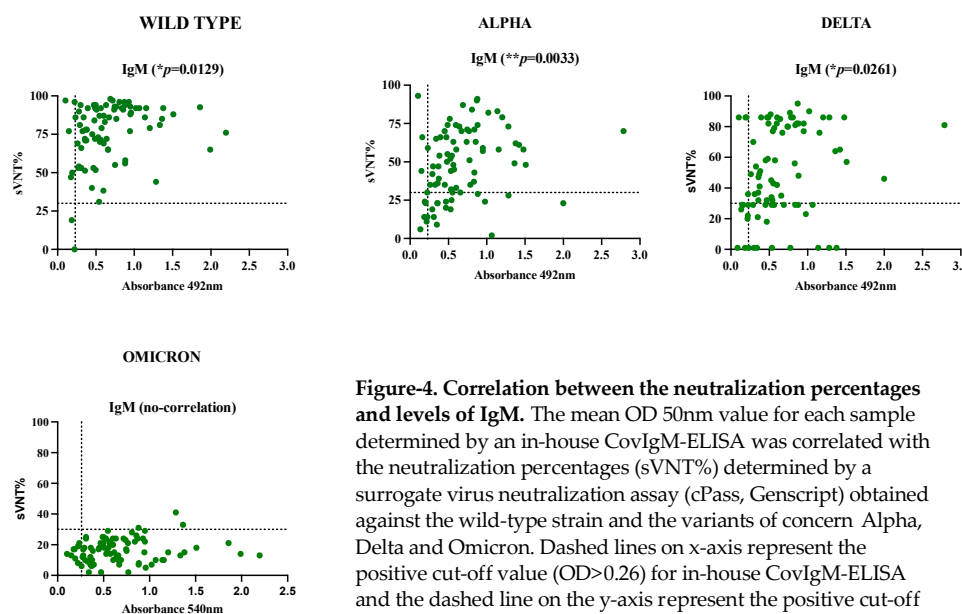 WILD TYPE
IgM (*p=0.0129)
100
75
50
25
0
sVNT%
0.0 0.5 1.0 1.5 2.0 2.5 3.0
Absorbance 492nm
ALPHA
IgM (**p=0.0033)
100
75
50
25
0
sVNT%
0.0 0.5 1.0 1.5 2.0 2.5 3.0
Absorbance 492nm
DELTA
IgM (*p=0.0261)
100
80
60
40
20
0
sVNT%
0.0 0.5 1.0 1.5 2.0 2.5 3.
Absorbance 492nm
OMICRON
IgM (no-correlation)
100
80
60
40
20
0
sVNT%
0.0 0.5 1.0 1.5 2.0 2.5
Absorbance 540nm
Figure-4. Correlation between the neutralization percentages
and levels of IgM. The mean OD 50nm value for each sample
determined by an in-house CovIgM-ELISA was correlated with
the neutralization percentages (sVNT%) determined by a
surrogate virus neutralization assay (cPass, Genscript) obtained
against the wild-type strain and the variants of concern Alpha,
Delta and Omicron. Dashed lines on x-axis represent the
positive cut-off value (OD>0.26) for in-house CovIgM-ELISA
and the dashed line on the y-axis represent the positive cut-off